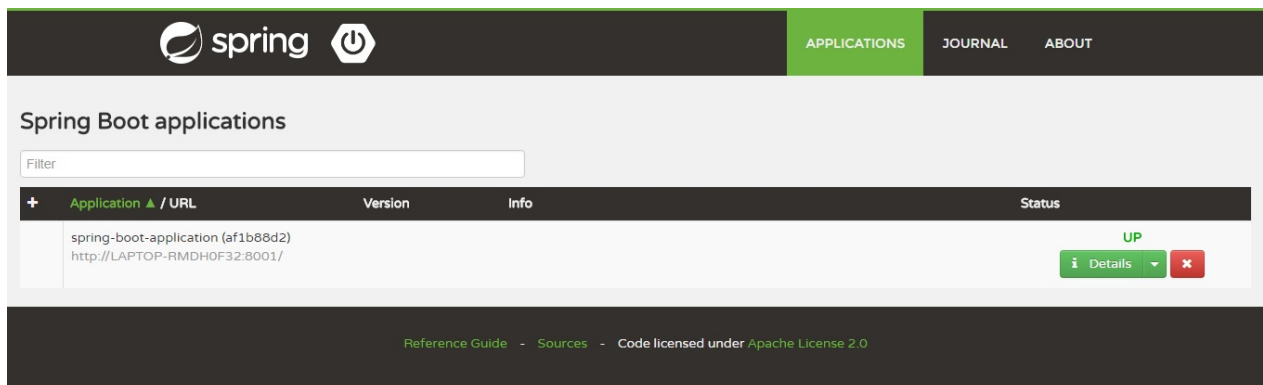 spring APPLICATIONS JOURNAL ABOUT
Spring Boot applications
Filter
+ Application ▲ / URL Version Info Status
spring-boot-application (af1b88d2) UP
http://LAPTOP-RMDH0F32:8001/
i Details
Reference Guide - Sources - Code licensed under Apache License 2.0